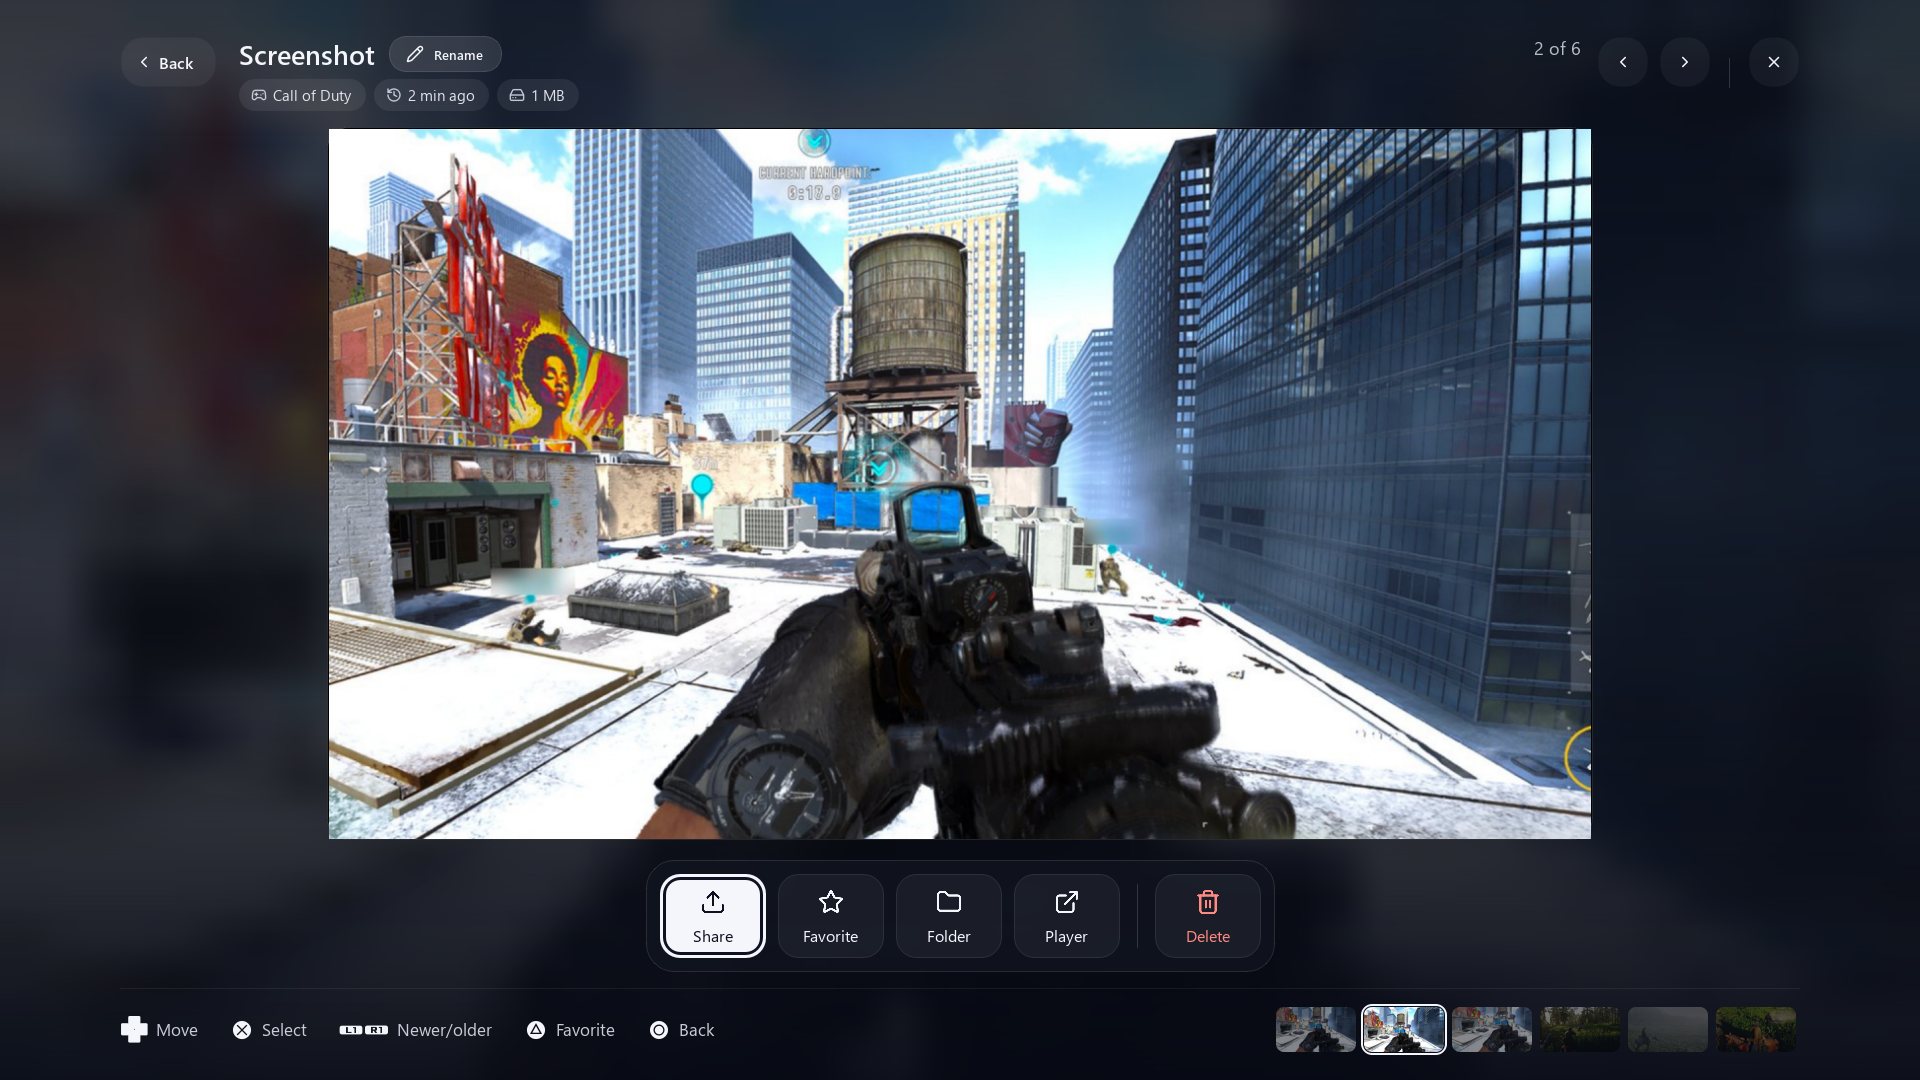 Back
Screenshot
Rename
2 of 6
Call of Duty
2 min ago
1 MB
CURRENT HARDPOINT
0:17.9
37m
Share
Favorite
Folder
Player
Delete
Move
Select
L1 R1
Newer/older
Favorite
Back